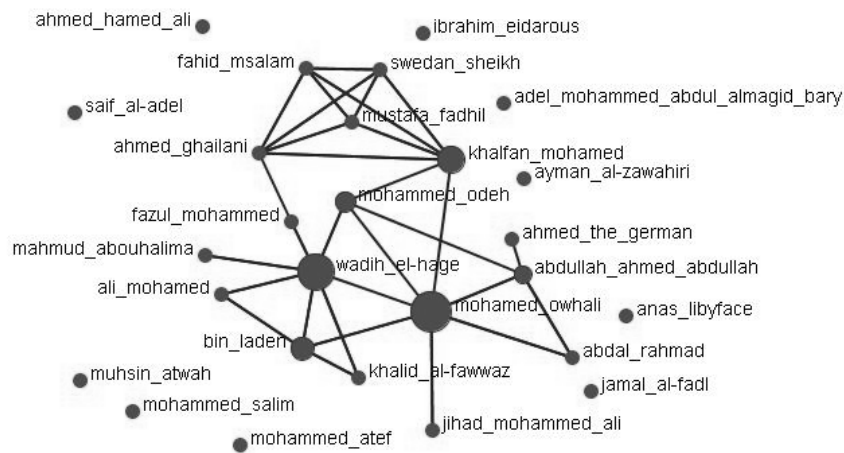 ahmed_hamed_ali
ibrahim_eidarous
fahid_msalam
swedan_sheikh
adel_mohammed_abdul_almagid_bary
saif_al-adel
mustafa_fadhil
ahmed_ghailani
khalfan_mohamed
ayman_al-zawahiri
mohammed_odeh
fazul_mohammed
ahmed_the_german
mahmud_abouhalima
wadih_el-hage
abdullah_ahmed_abdullah
ali_mohamed
mohamed_owhali
anas_libyface
bin_laden
abdal_rahmad
khalid_al-fawwaz
muhsin_atwah
jamal_al-fadl
mohammed_salim
jihad_mohammed_ali
mohammed_atef